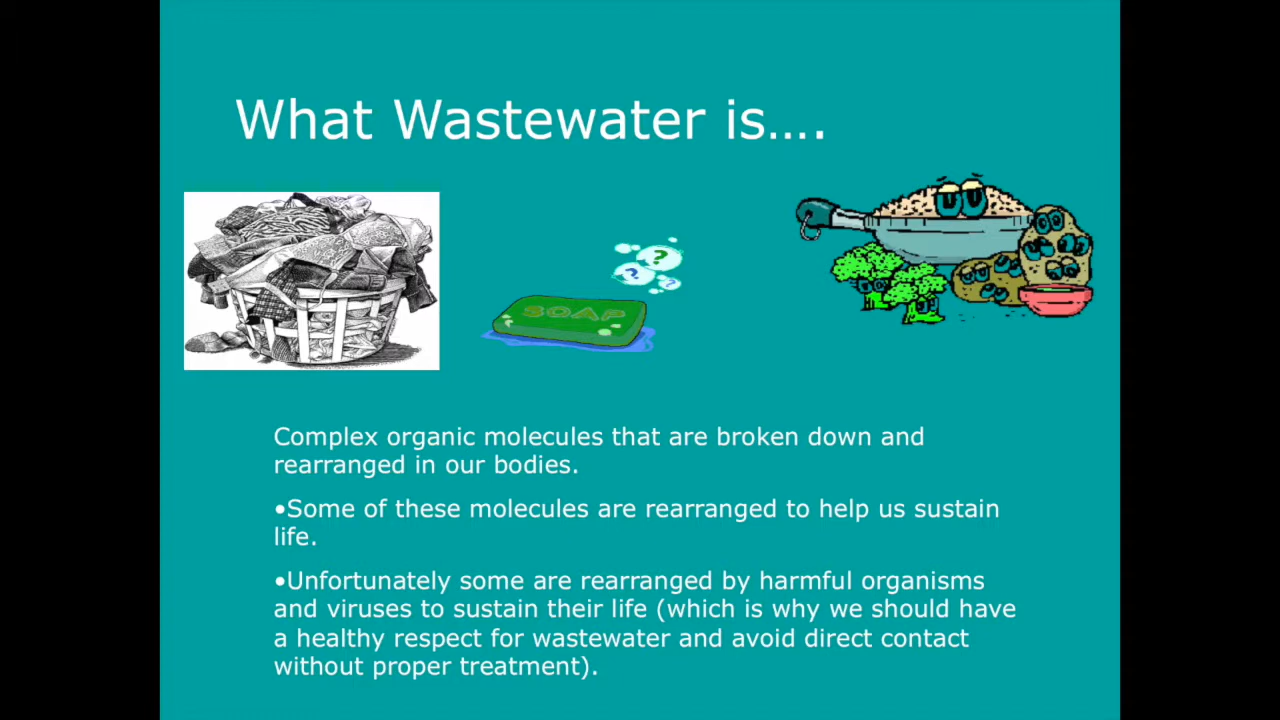 What Wastewater is....
?
?
?
SOAP
Complex organic molecules that are broken down and
rearranged in our bodies.
•Some of these molecules are rearranged to help us sustain
life.
•Unfortunately some are rearranged by harmful organisms
and viruses to sustain their life (which is why we should have
a healthy respect for wastewater and avoid direct contact
without proper treatment).